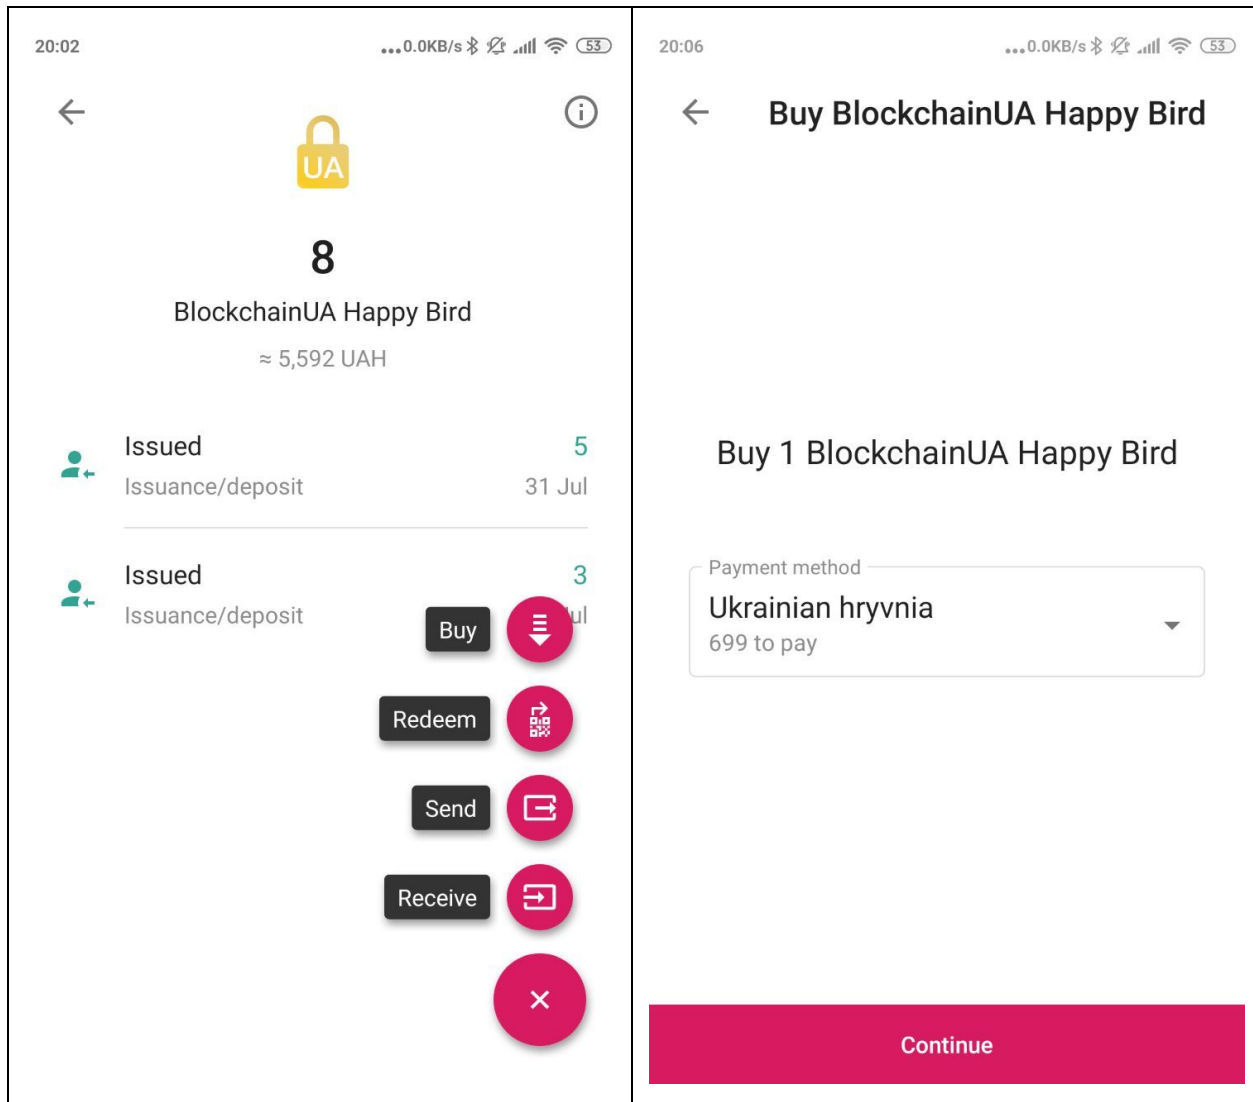 20:02
...0.0KB/s 53
UA
8
BlockchainUA Happy Bird
≈ 5,592 UAH
Issued 5
Issuance/deposit 31 Jul
Issued 3
Issuance/deposit
Buy
Redeem
Send
Receive
20:06
...0.0KB/s 53
Buy BlockchainUA Happy Bird
Buy 1 BlockchainUA Happy Bird
Payment method
Ukrainian hryvnia
699 to pay
Continue